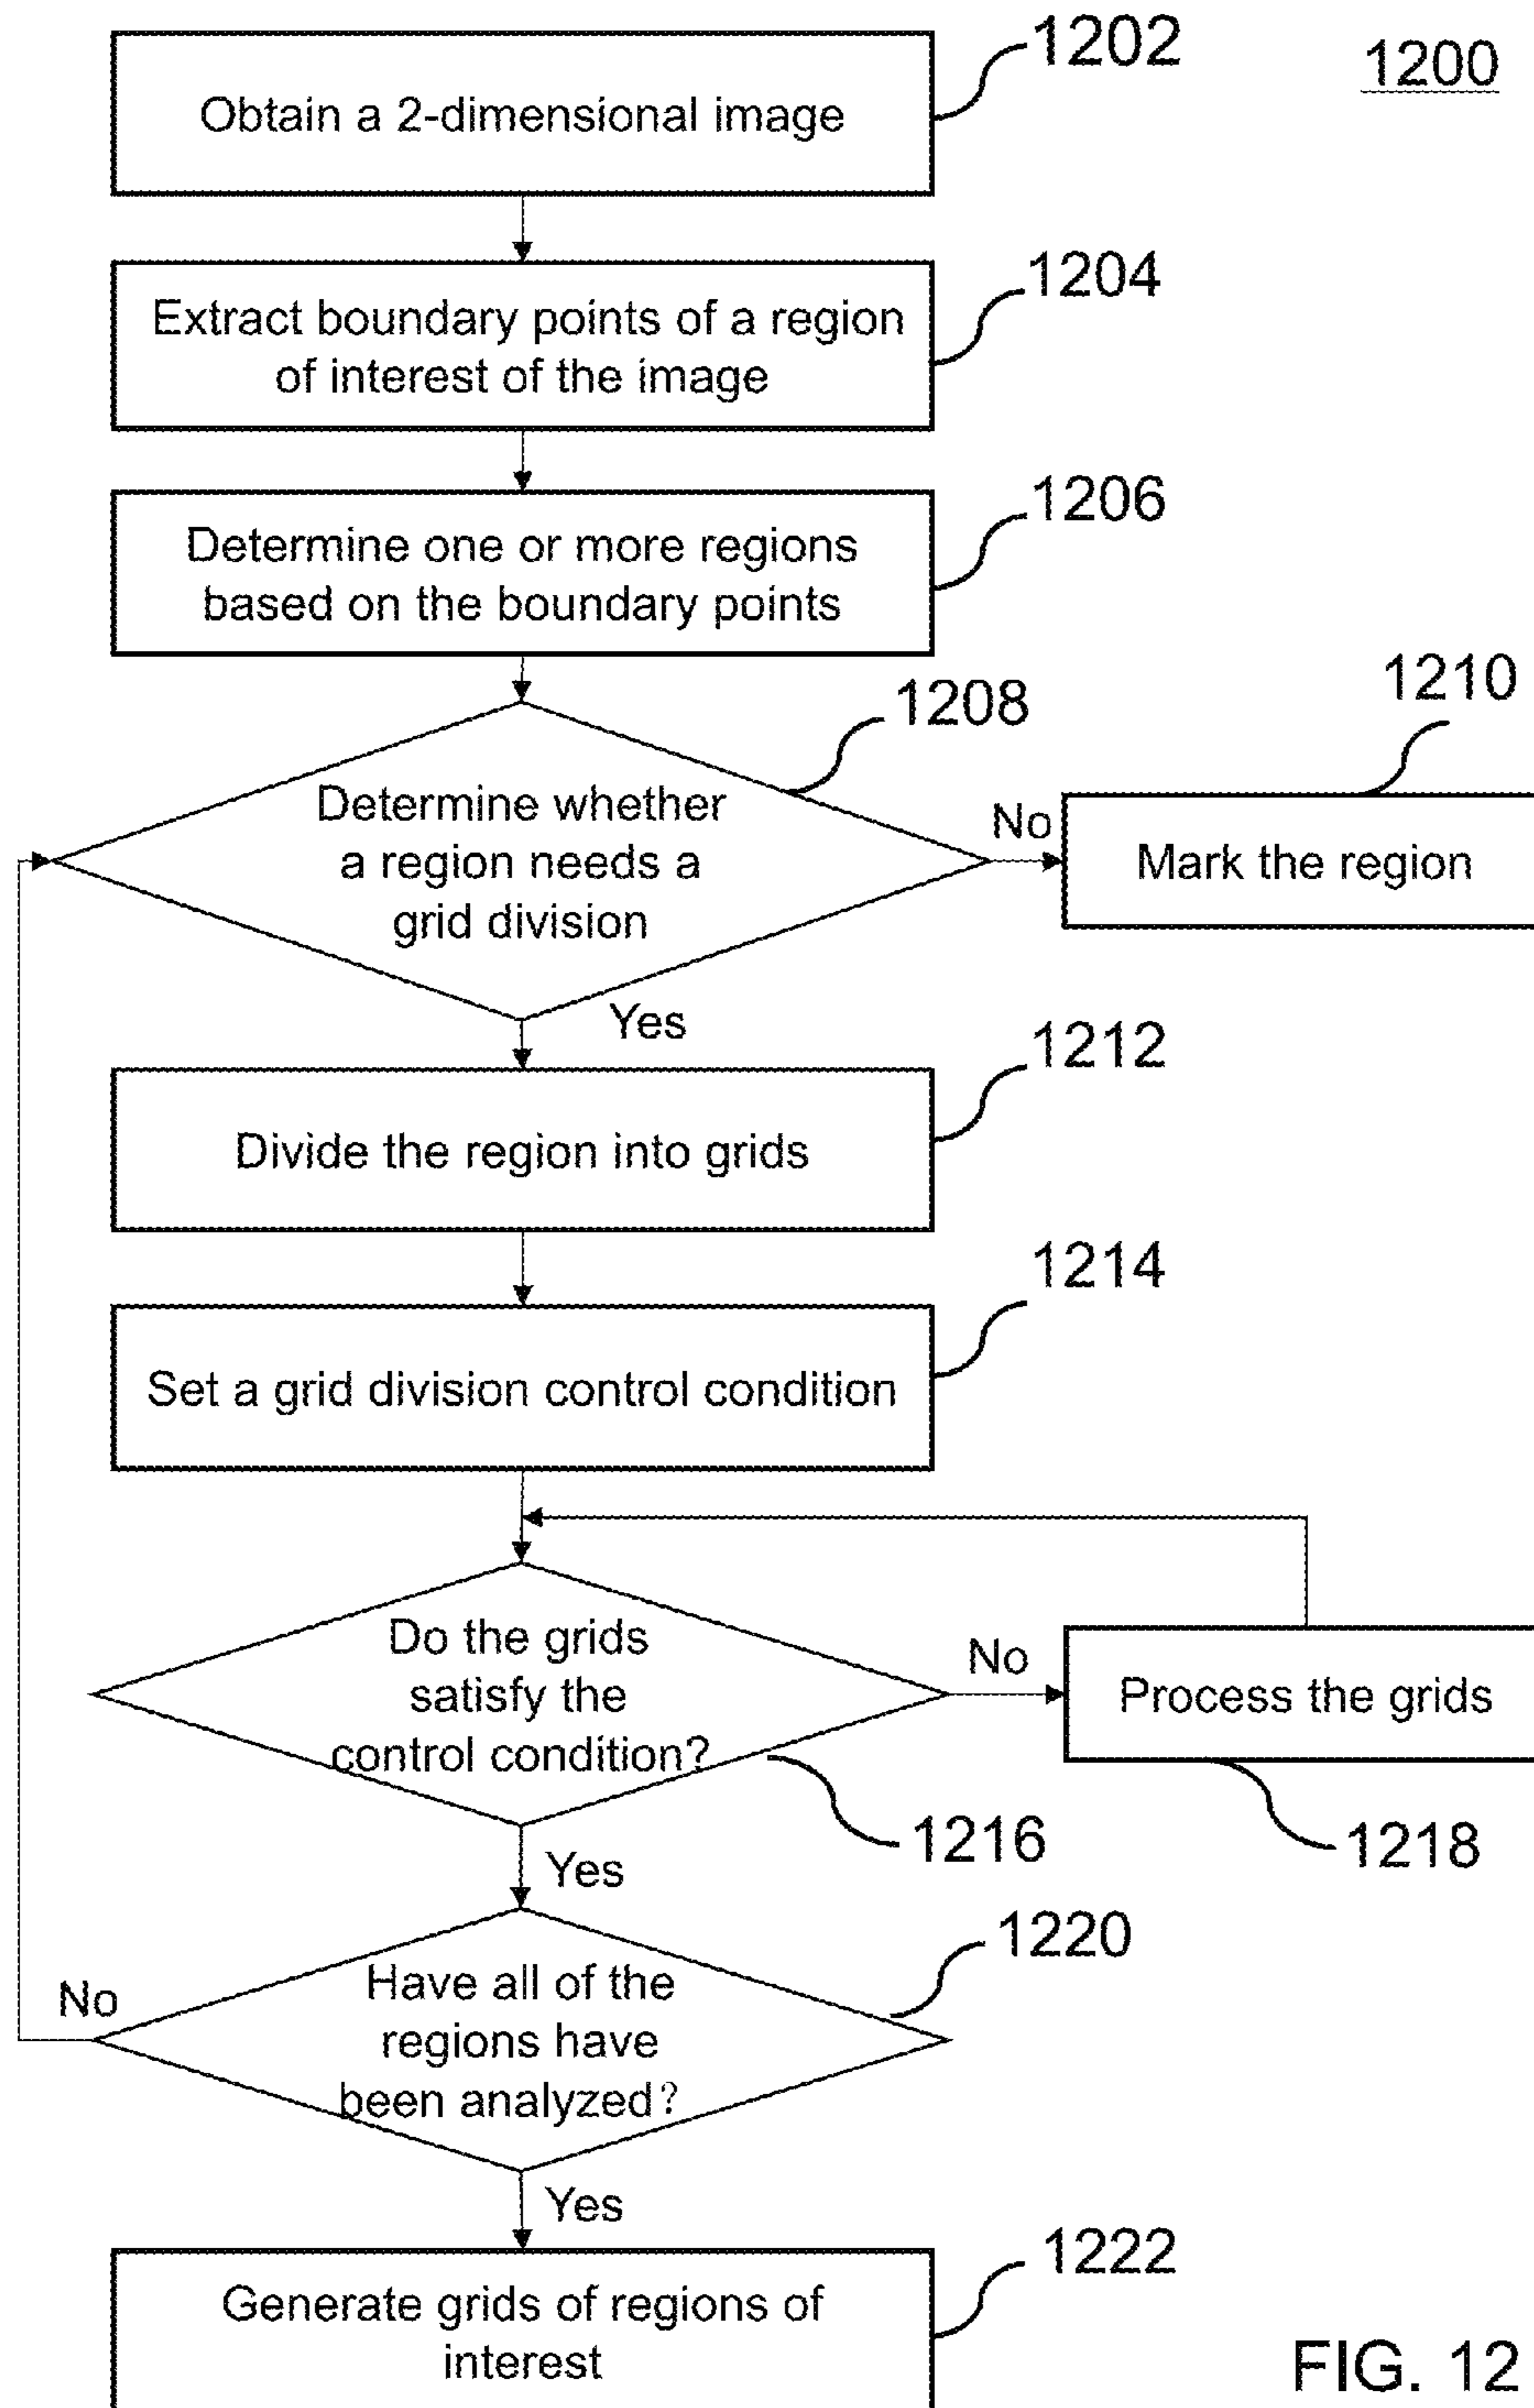 1200
1202
Obtain a 2-dimensional image
1204
Extract boundary points of a region
of interest of the image
1206
Determine one or more regions
based on the boundary points
1208
Determine whether
a region needs a
grid division
No
1210
Mark the region
Yes
1212
Divide the region into grids
1214
Set a grid division control condition
Do the grids
satisfy the
control condition?
1216
No
Process the grids
1218
Yes
1220
Have all of the
regions have
been analyzed?
No
Yes
1222
Generate grids of regions of
interest
FIG. 12